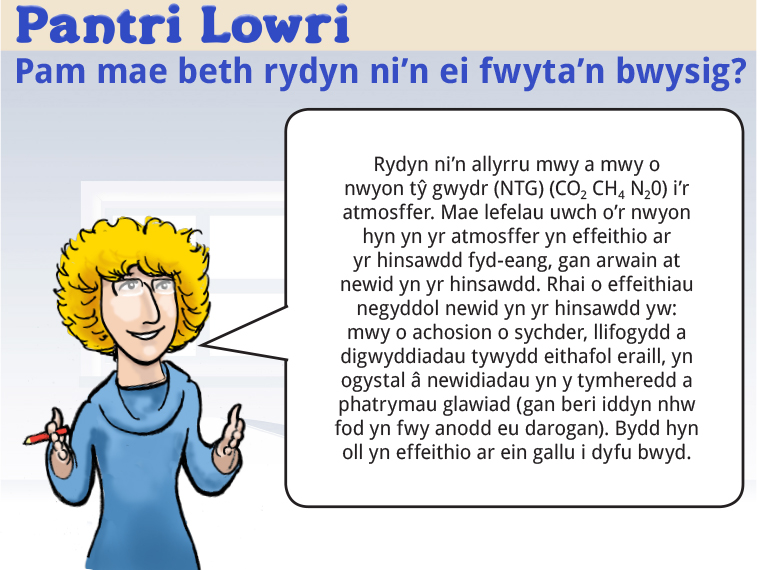 Pantri Lowri
Pam mae beth rydyn ni'n ei fwyta'n bwysig?
Rydyn ni'n allyrru mwy a mwy o
nwyon tŷ gwydr (NTG) (CO₂ CH₄ N₂0) i'r
atmosffer. Mae lefelau uwch o'r nwyon
hyn yn yr atmosffer yn effeithio ar
yr hinsawdd fyd-eang, gan arwain at
newid yn yr hinsawdd. Rhai o effeithiau
negyddol newid yn yr hinsawdd yw:
mwy o achosion o sychder, llifogydd a
digwyddiadau tywydd eithafol eraill, yn
ogystal â newidiadau yn y tymheredd a
phatrymau glawiad (gan beri iddyn nhw
fod yn fwy anodd eu darogan). Bydd hyn
oll yn effeithio ar ein gallu i dyfu bwyd.